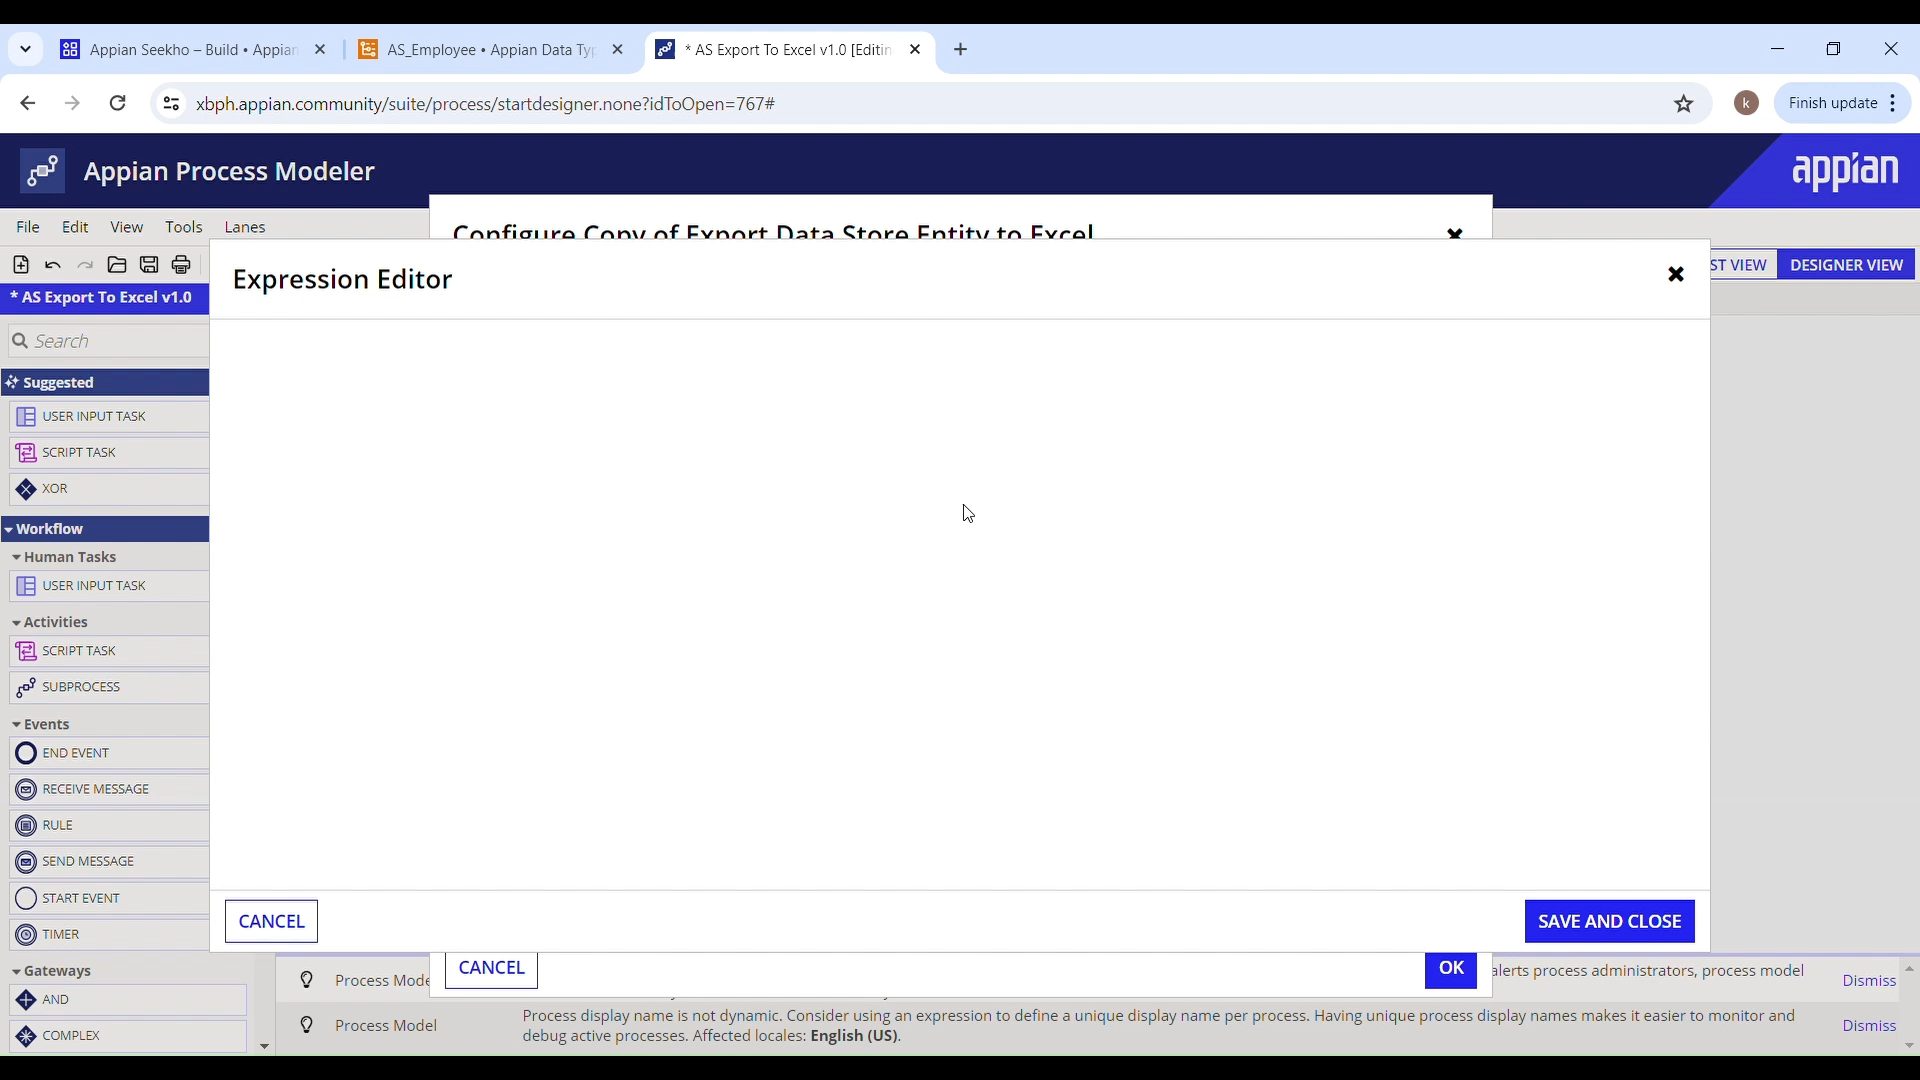 Appian Seekho – Build • Appian
AS_Employee • Appian Data Typ
* AS Export To Excel v1.0 [Editin
xbph.appian.community/suite/process/startdesigner.none?idToOpen=767#
k
Finish update
Appian Process Modeler
appian
File Edit View Tools Lanes
Configure Copy of Export Data Store Entity to Excel
Expression Editor
ST VIEW
DESIGNER VIEW
* AS Export To Excel v1.0
Search
Suggested
USER INPUT TASK
SCRIPT TASK
XOR
Workflow
Human Tasks
USER INPUT TASK
Activities
SCRIPT TASK
SUBPROCESS
Events
END EVENT
RECEIVE MESSAGE
RULE
SEND MESSAGE
START EVENT
TIMER
Gateways
AND
COMPLEX
CANCEL
SAVE AND CLOSE
CANCEL
OK
Process Mode
alerts process administrators, process model
Dismiss
Process Model
Process display name is not dynamic. Consider using an expression to define a unique display name per process. Having unique process display names makes it easier to monitor and
debug active processes. Affected locales: English (US).
Dismiss